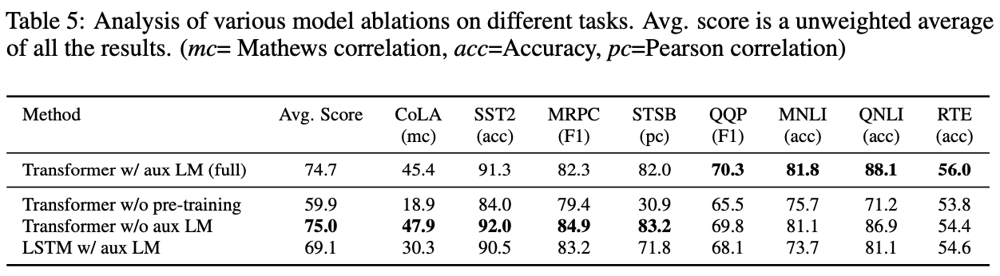 Table 5: Analysis of various model ablations on different tasks. Avg. score is a unweighted average
of all the results. (mc= Mathews correlation, acc=Accuracy, pc=Pearson correlation)
Method Avg. Score CoLA SST2 MRPC STSB QQP MNLI QNLI RTE
(mc) (acc) (F1) (pc) (F1) (acc) (acc) (acc)
Transformer w/ aux LM (full) 74.7 45.4 91.3 82.3 82.0 70.3 81.8 88.1 56.0
Transformer w/o pre-training 59.9 18.9 84.0 79.4 30.9 65.5 75.7 71.2 53.8
Transformer w/o aux LM 75.0 47.9 92.0 84.9 83.2 69.8 81.1 86.9 54.4
LSTM w/ aux LM 69.1 30.3 90.5 83.2 71.8 68.1 73.7 81.1 54.6